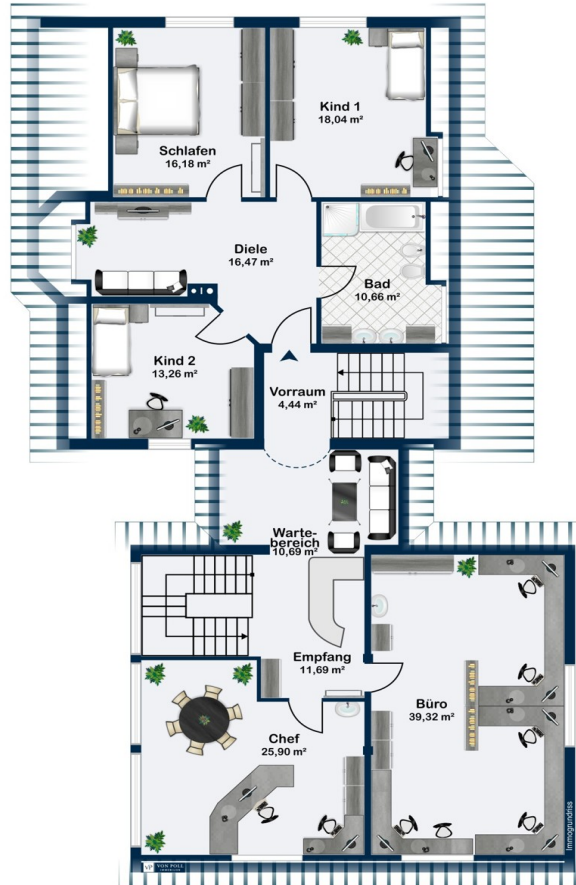 Schlafen
16,18 m²
Kind 1
18,04 m²
Diele
16,47 m²
Bad
10,66 m²
Kind 2
13,26 m²
Vorraum
4,44 m²
Warte-
bereich
10,69 m²
Empfang
11,69 m²
Büro
39,32 m²
Chef
25,90 m²
Immogrundriss
VP VON POLL
IMMOBILIEN